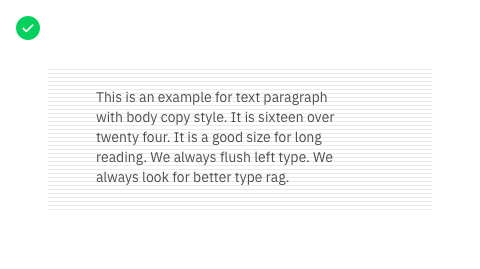 This is an example for text paragraph
with body copy style. It is sixteen over
twenty four. It is a good size for long
reading. We always flush left type. We
always look for better type rag.